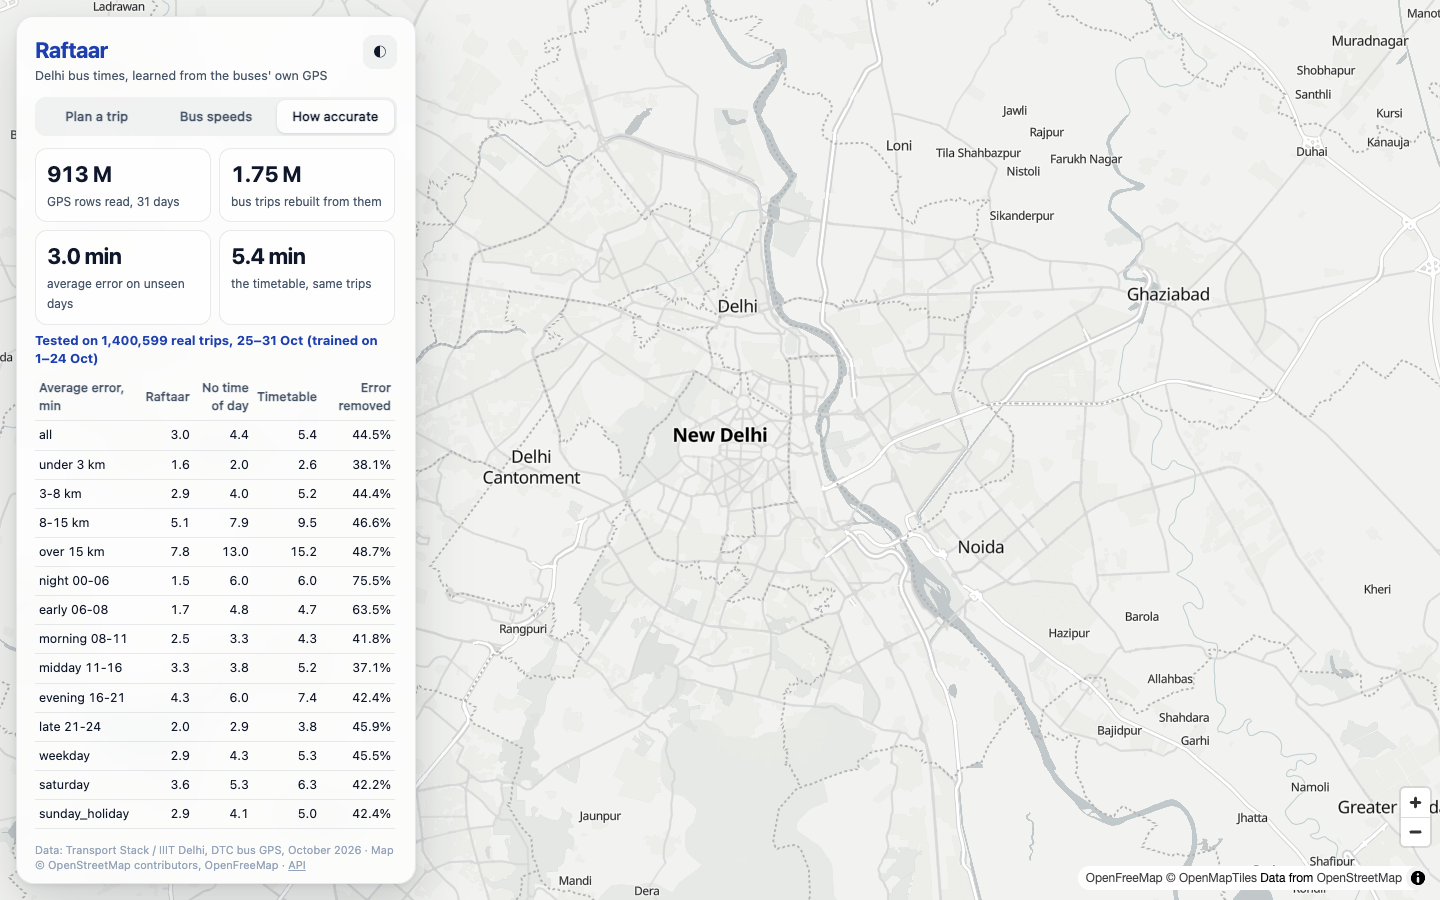 Raftaar
◐
Delhi bus times, learned from the buses' own GPS
Plan a trip Bus speeds How accurate
913 M
GPS rows read, 31 days
1.75 M
bus trips rebuilt from them
3.0 min
average error on unseen
days
5.4 min
the timetable, same trips
Tested on 1,400,599 real trips, 25–31 Oct (trained on
1–24 Oct)
Average error, min Raftaar No time of day Timetable Error removed
all 3.0 4.4 5.4 44.5%
under 3 km 1.6 2.0 2.6 38.1%
3-8 km 2.9 4.0 5.2 44.4%
8-15 km 5.1 7.9 9.5 46.6%
over 15 km 7.8 13.0 15.2 48.7%
night 00-06 1.5 6.0 6.0 75.5%
early 06-08 1.7 4.8 4.7 63.5%
morning 08-11 2.5 3.3 4.3 41.8%
midday 11-16 3.3 3.8 5.2 37.1%
evening 16-21 4.3 6.0 7.4 42.4%
late 21-24 2.0 2.9 3.8 45.9%
weekday 2.9 4.3 5.3 45.5%
saturday 3.6 5.3 6.3 42.2%
sunday_holiday 2.9 4.1 5.0 42.4%
Data: Transport Stack / IIIT Delhi, DTC bus GPS, October 2026 · Map
© OpenStreetMap contributors, OpenFreeMap · API
Ladrawan
Muradnagar
Shobhapur
Santhli
Kursi
Jawli
Rajpur
Loni
Tila Shahbazpur
Farukh Nagar
Nistoli
Duhai
Kanauja
Sikanderpur
Ghaziabad
Delhi
New Delhi
Delhi
Cantonment
Noida
Kheri
Barola
Hazipur
Rangpuri
Allahbas
Shahdara
Bajidpur
Garhi
Namoli
Greater
Jhatta
Jaunpur
Shafipur
Mandi
Dera
+
−
OpenFreeMap © OpenMapTiles Data from OpenStreetMap